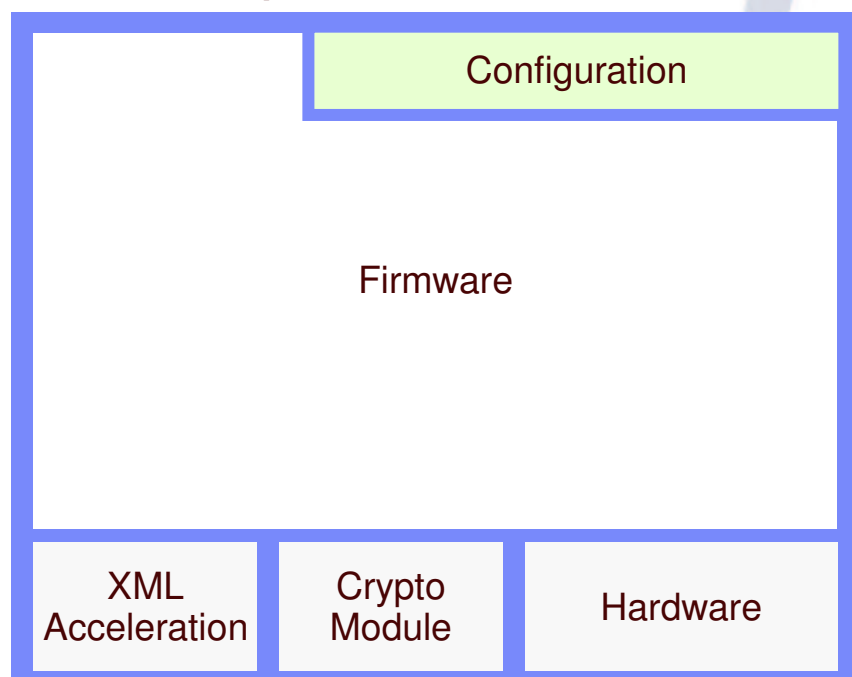 Configuration
Firmware
XML
Acceleration
Crypto
Module
Hardware